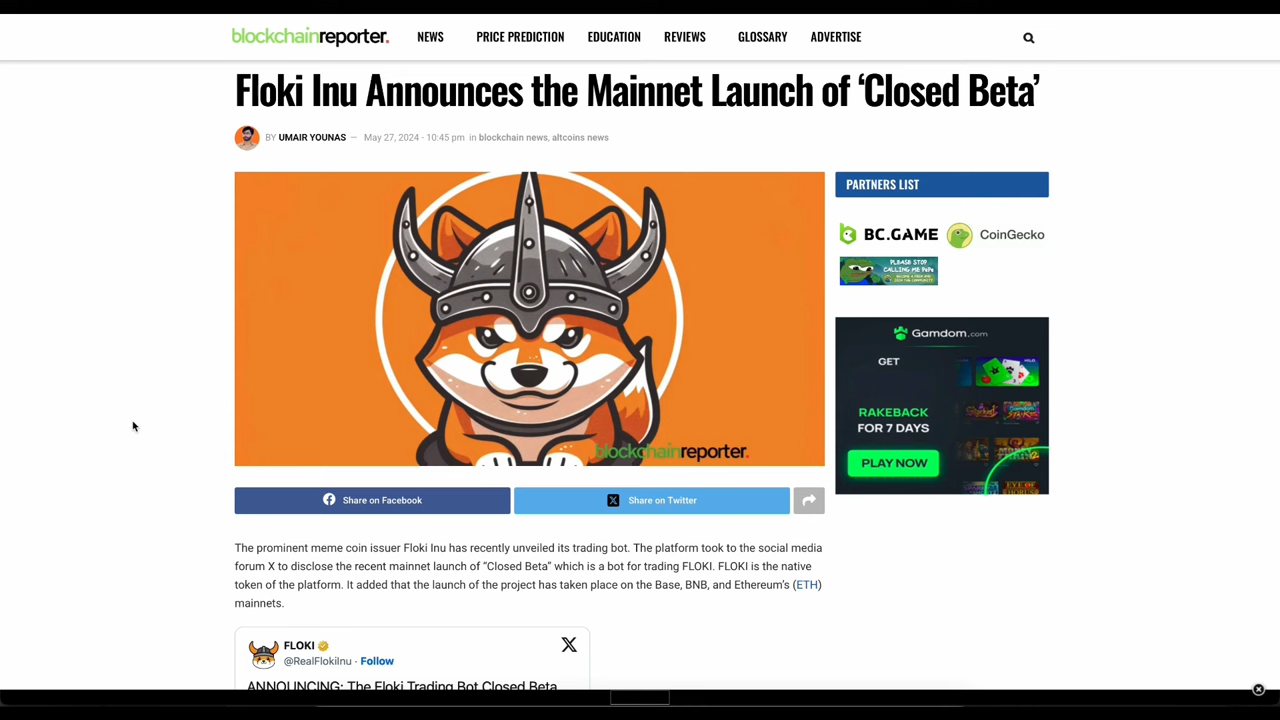 blockchainreporter.
NEWS PRICE PREDICTION EDUCATION REVIEWS GLOSSARY ADVERTISE
Floki Inu Announces the Mainnet Launch of ‘Closed Beta’
BY UMAIR YOUNAS — May 27, 2024 - 10:45 pm in blockchain news, altcoins news
blockchainreporter.
Share on Facebook
Share on Twitter
The prominent meme coin issuer Floki Inu has recently unveiled its trading bot. The platform took to the social media
forum X to disclose the recent mainnet launch of “Closed Beta” which is a bot for trading FLOKI. FLOKI is the native
token of the platform. It added that the launch of the project has taken place on the Base, BNB, and Ethereum’s (ETH)
mainnets.
FLOKI
@RealFlokiInu · Follow
ANNOUNCING: The Floki Trading Bot Closed Beta
PARTNERS LIST
BC.GAME
CoinGecko
PLEASE STOP
CALLING ME PePe
Gamdom.com
GET
RAKEBACK
FOR 7 DAYS
PLAY NOW